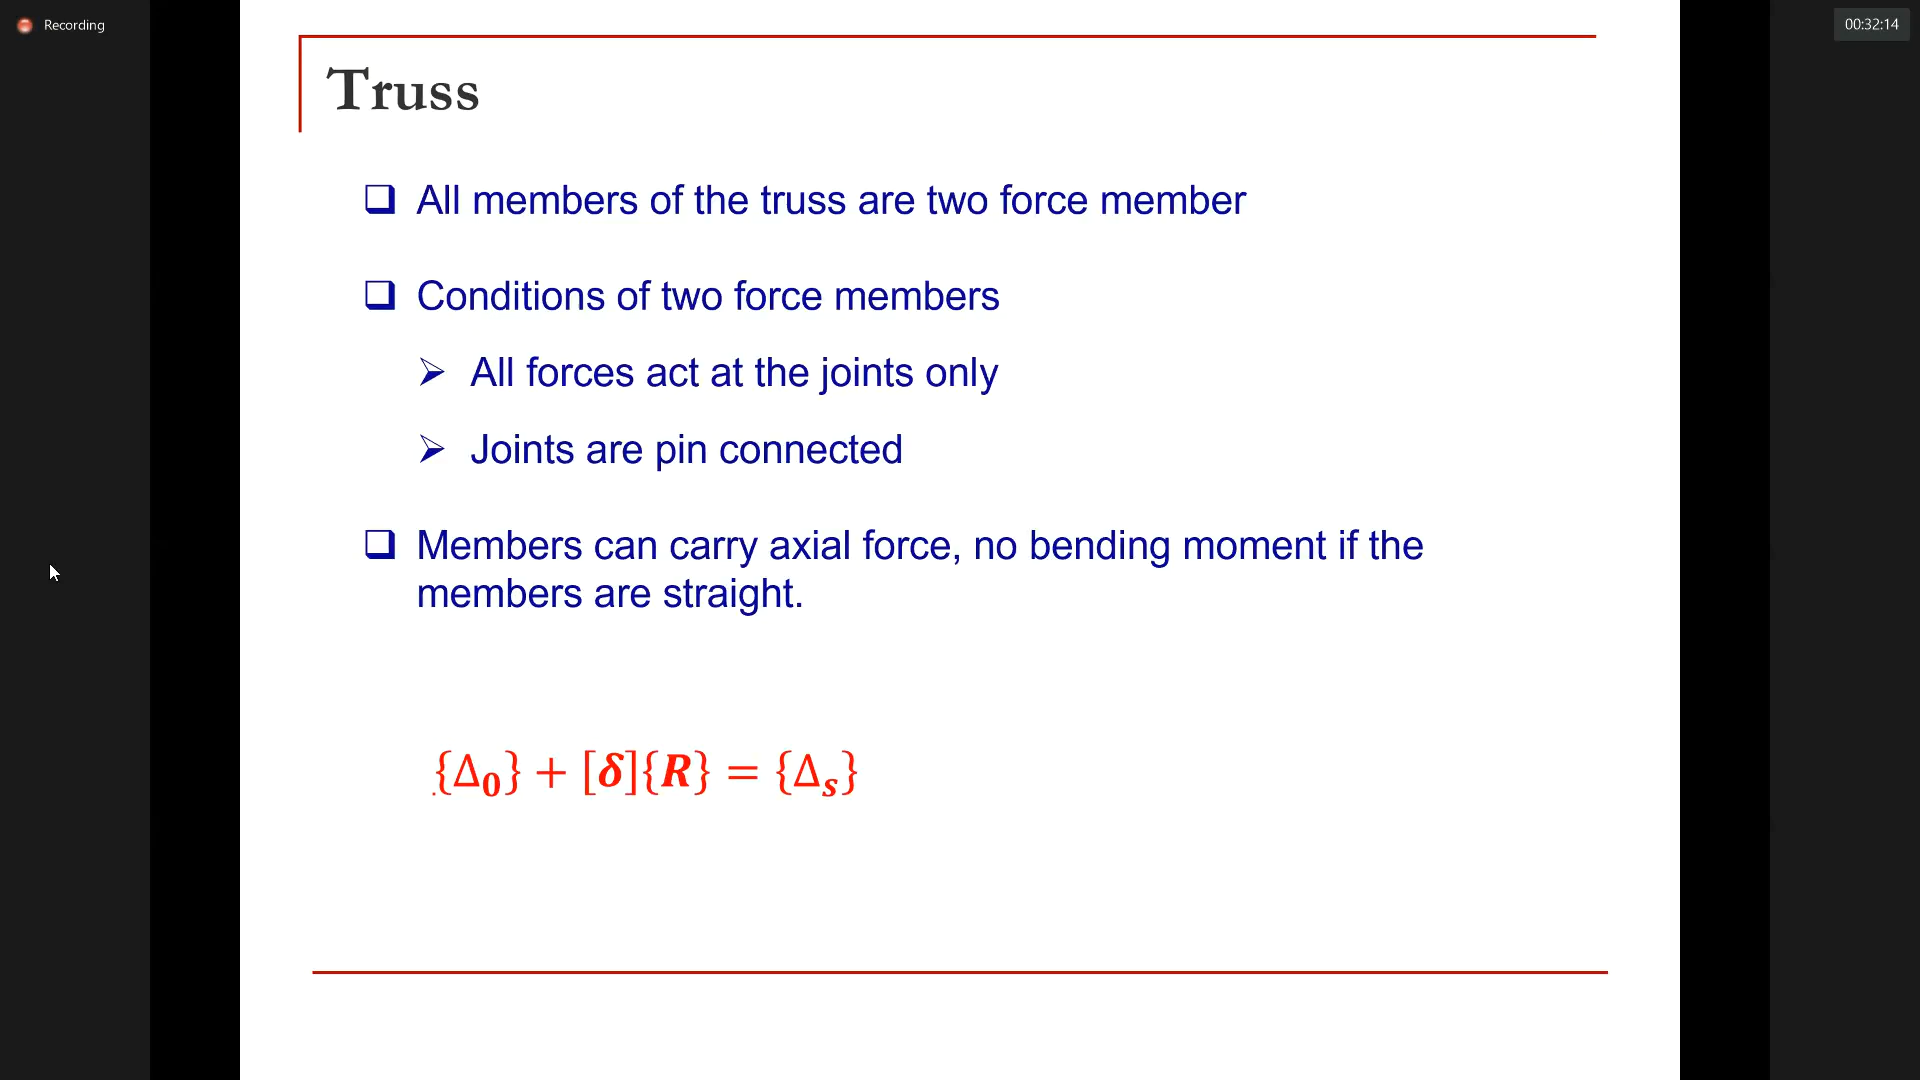 Recording
00:32:14
Truss
❑ All members of the truss are two force member
❑ Conditions of two force members
➢ All forces act at the joints only
➢ Joints are pin connected
❑ Members can carry axial force, no bending moment if the
members are straight.
{Δ₀} + [δ]{R} = {Δₛ}